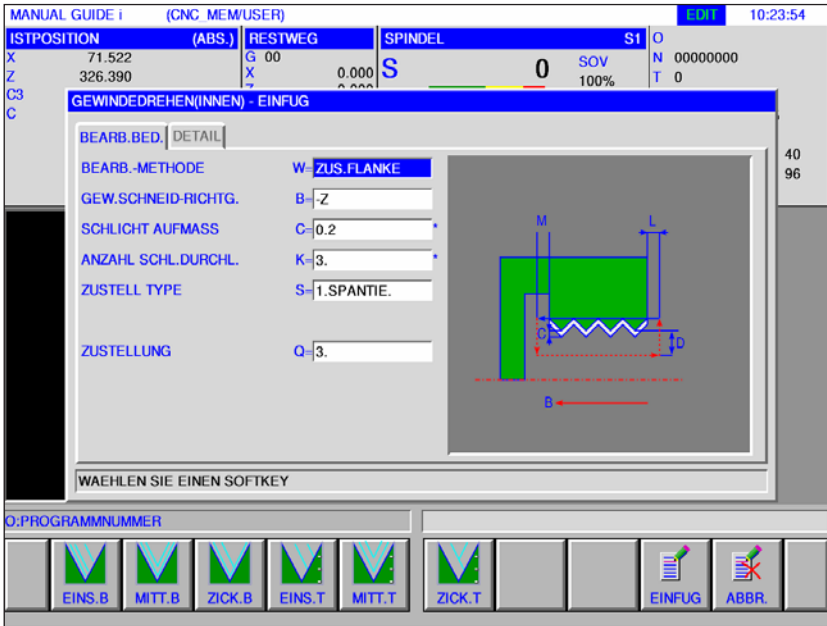 MANUAL GUIDE i (CNC_MEM/USER) EDIT 10:23:54
ISTPOSITION (ABS.) RESTWEG SPINDEL S1 O
X 71.522 G 00 N 00000000
Z 326.390 X 0.000 S 0 SOV 100% T 0
C3
C
40
96
GEWINDEDREHEN(INNEN) - EINFUG
BEARB.BED. DETAIL
BEARB.-METHODE W= ZUS.FLANKE
GEW.SCHNEID-RICHTG. B= -Z
SCHLICHT AUFMASS C= 0.2 *
ANZAHL SCHL.DURCHL. K= 3. *
ZUSTELL TYPE S= 1.SPANTIE.
ZUSTELLUNG Q= 3.
M L
C D
B
WAEHLEN SIE EINEN SOFTKEY
O:PROGRAMMNUMMER
EINS.B MITT.B ZICK.B EINS.T MITT.T ZICK.T EINFUG ABBR.